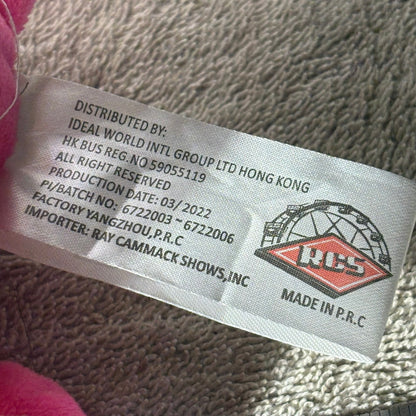 DISTRIBUTED BY:
IDEAL WORLD INTL GROUP LTD HONG KONG
HK BUS REG.NO 59055119
ALL RIGHT RESERVED
PRODUCTION DATE: 03/ 2022
PI/BATCH NO.: 6722003 ~ 6722006
FACTORY YANGZHOU,P.R.C
IMPORTER: RAY CAMMACK SHOWS,INC
RCS
MADE IN P.R.C